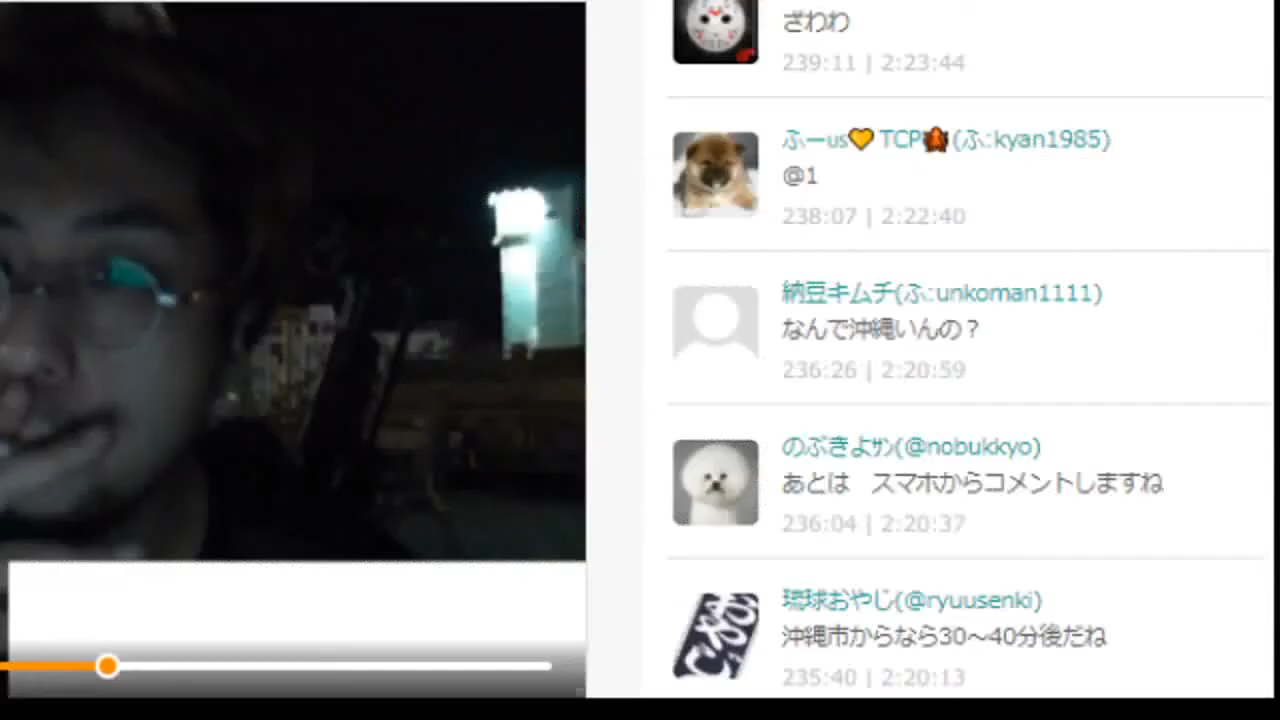 ざわわ
239:11 | 2:23:44
ふーus💛TCP(ふ:kyan1985)
@1
238:07 | 2:22:40
納豆キムチ(ふ:unkoman1111)
なんで沖縄いんの？
236:26 | 2:20:59
のぶきよｻﾝ(@nobukkyo)
あとは　スマホからコメントしますね
236:04 | 2:20:37
琉球おやじ(@ryuusenki)
沖縄市からなら30～40分後だね
235:40 | 2:20:13